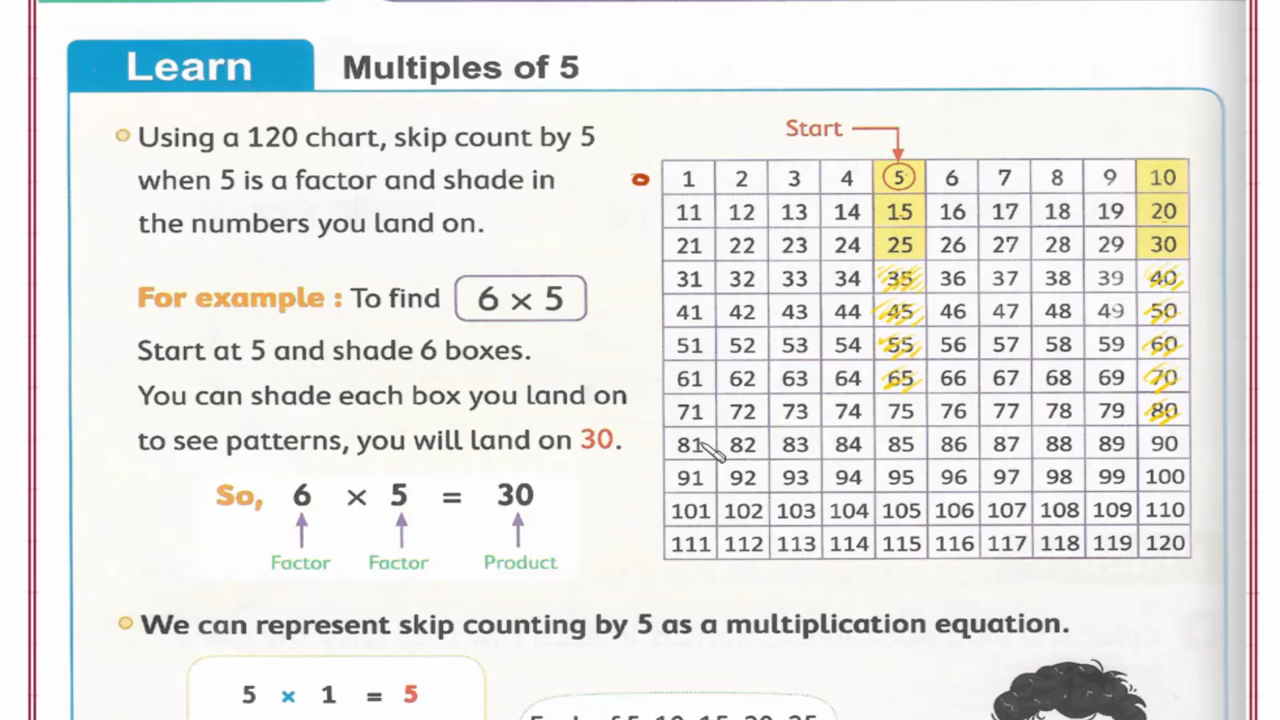 Learn
Multiples of 5
Using a 120 chart, skip count by 5
when 5 is a factor and shade in
the numbers you land on.
For example : To find 6 × 5
Start at 5 and shade 6 boxes.
You can shade each box you land on
to see patterns, you will land on 30.
So, 6 × 5 = 30
Factor Factor Product
Start
1 2 3 4 5 6 7 8 9 10
11 12 13 14 15 16 17 18 19 20
21 22 23 24 25 26 27 28 29 30
31 32 33 34 35 36 37 38 39 40
41 42 43 44 45 46 47 48 49 50
51 52 53 54 55 56 57 58 59 60
61 62 63 64 65 66 67 68 69 70
71 72 73 74 75 76 77 78 79 80
81 82 83 84 85 86 87 88 89 90
91 92 93 94 95 96 97 98 99 100
101 102 103 104 105 106 107 108 109 110
111 112 113 114 115 116 117 118 119 120
We can represent skip counting by 5 as a multiplication equation.
5 × 1 = 5